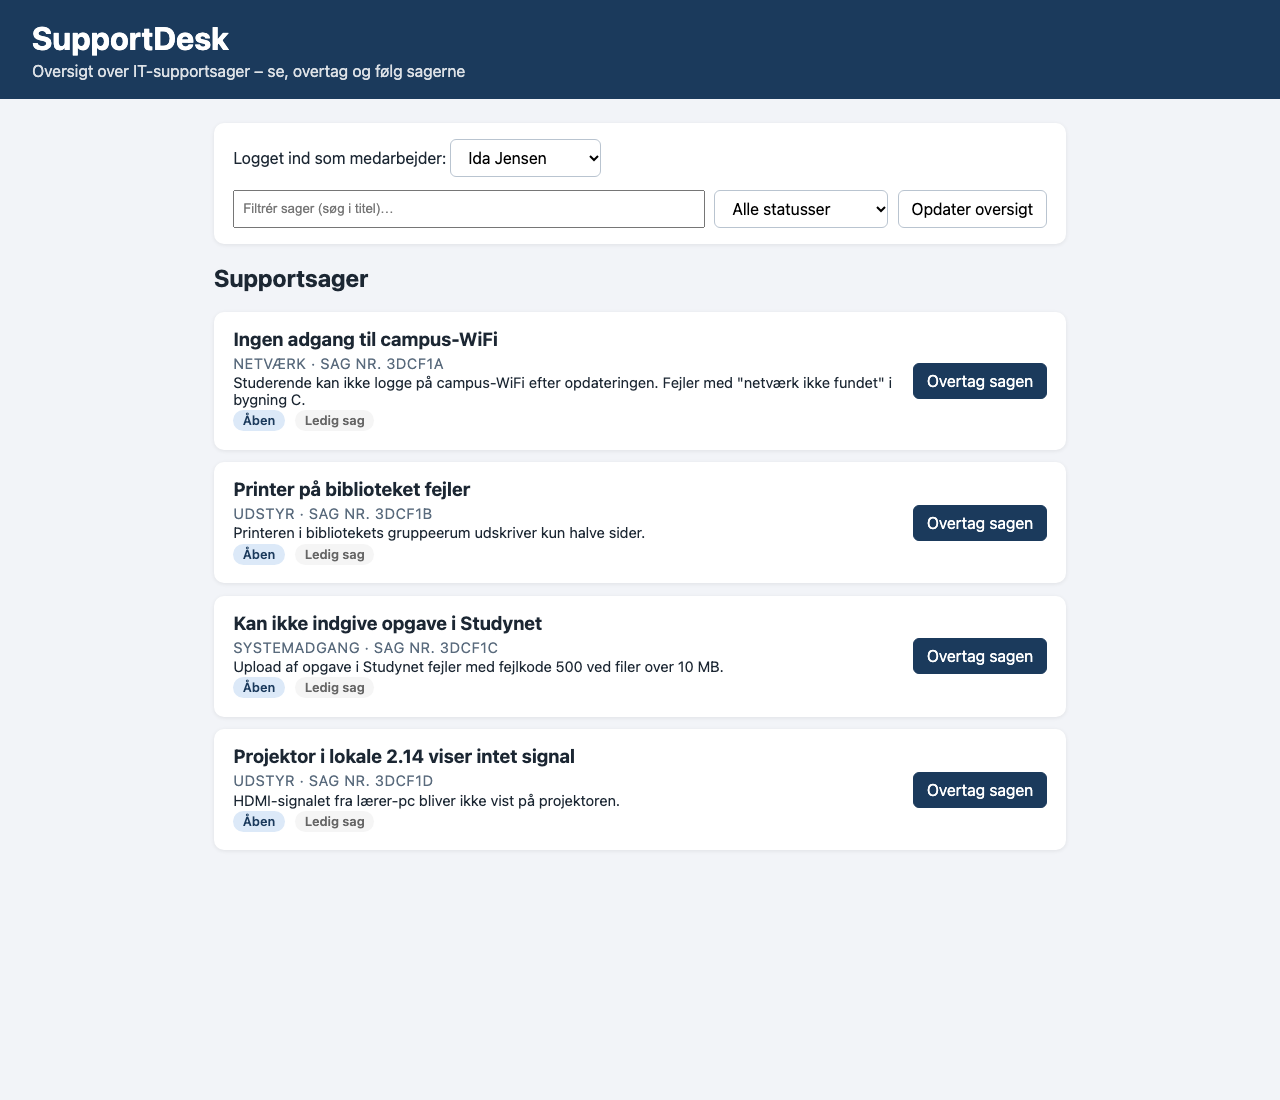 SupportDesk
Oversigt over IT-supportsager – se, overtag og følg sagerne
Logget ind som medarbejder: Ida Jensen
Filtrér sager (søg i titel)... Alle statusser Opdater oversigt
Supportsager
Ingen adgang til campus-WiFi
NETVÆRK · SAG NR. 3DCF1A
Studerende kan ikke logge på campus-WiFi efter opdateringen. Fejler med "netværk ikke fundet" i
bygning C.
Åben Ledig sag
Overtag sagen
Printer på biblioteket fejler
UDSTYR · SAG NR. 3DCF1B
Printeren i bibliotekets gruppeerum udskriver kun halve sider.
Åben Ledig sag
Overtag sagen
Kan ikke indgive opgave i Studynet
SYSTEMADGANG · SAG NR. 3DCF1C
Upload af opgave i Studynet fejler med fejlkode 500 ved filer over 10 MB.
Åben Ledig sag
Overtag sagen
Projektor i lokale 2.14 viser intet signal
UDSTYR · SAG NR. 3DCF1D
HDMI-signalet fra lærer-pc bliver ikke vist på projektoren.
Åben Ledig sag
Overtag sagen